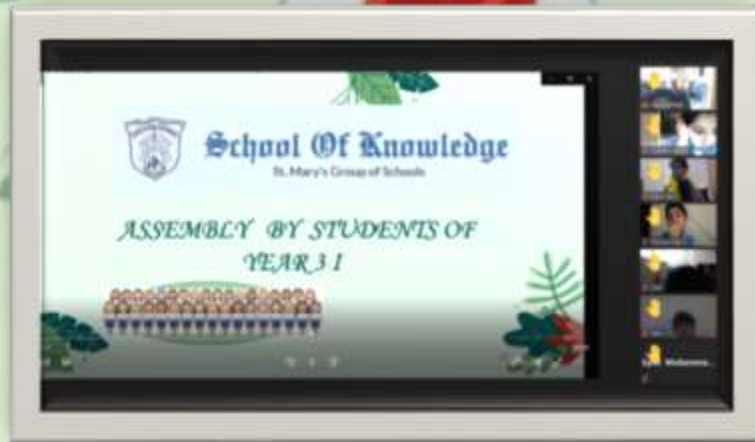 School Of Knowledge
St. Mary's Group of Schools
ASSEMBLY BY STUDENTS OF
YEAR 3 I